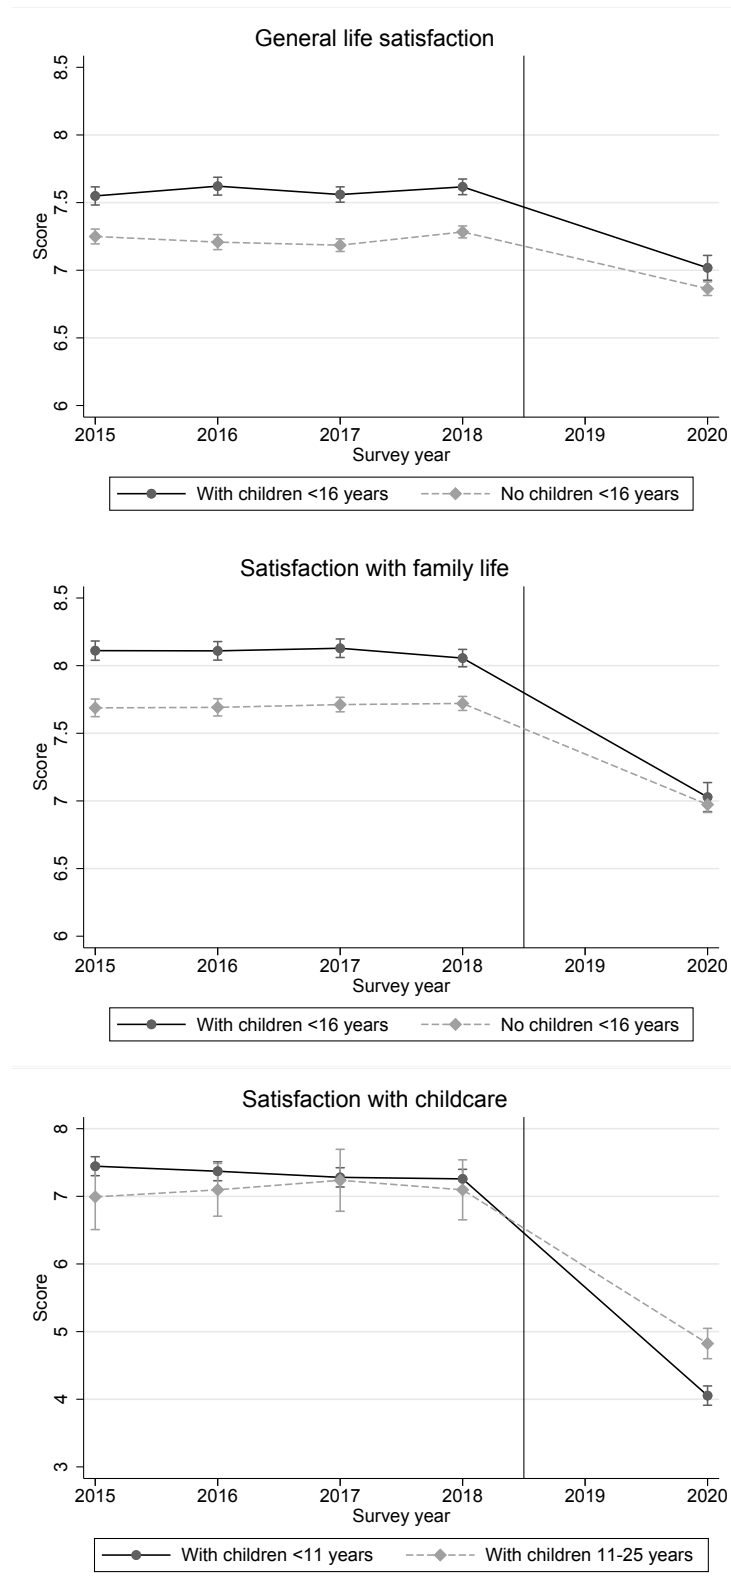 General life satisfaction
8.5
8
7.5
7
6.5
6
Score
2015 2016 2017 2018 2019 2020
Survey year
With children <16 years No children <16 years
Satisfaction with family life
8.5
8
7.5
7
6.5
6
Score
2015 2016 2017 2018 2019 2020
Survey year
With children <16 years No children <16 years
Satisfaction with childcare
8
7
6
5
4
3
Score
2015 2016 2017 2018 2019 2020
Survey year
With children <11 years With children 11-25 years